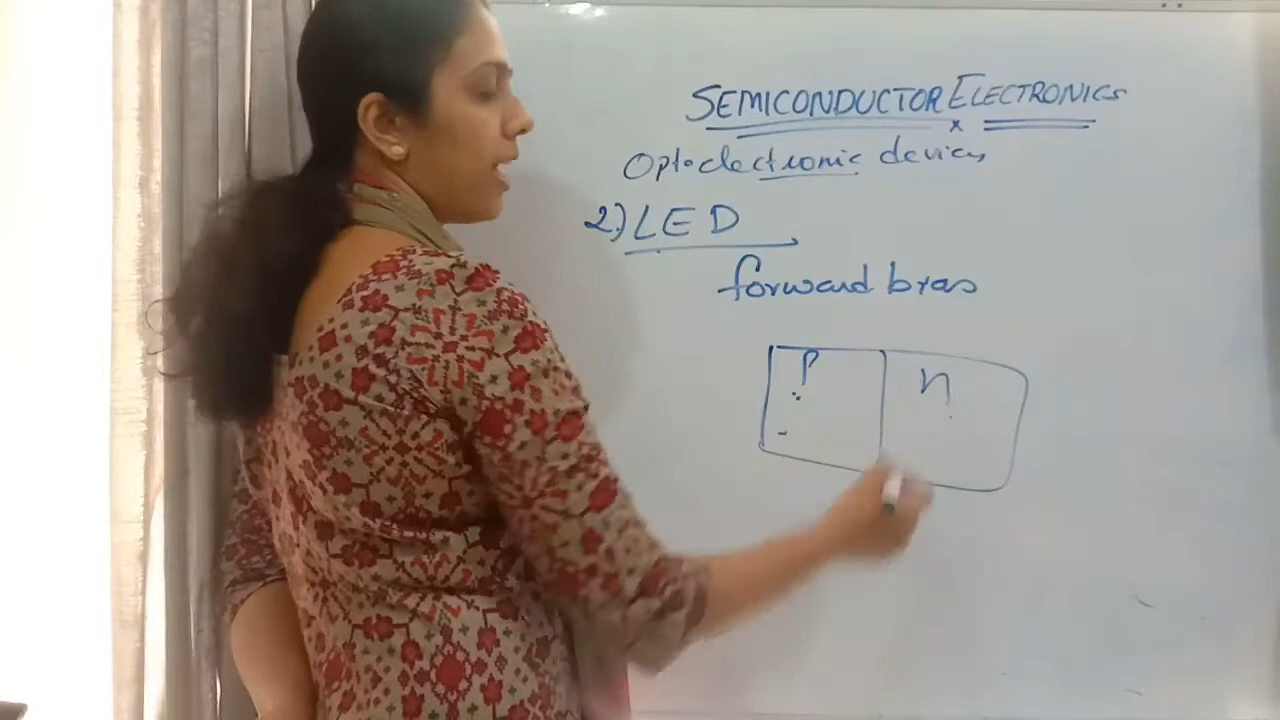 SEMICONDUCTOR ELECTRONICS
Optoelectronic devices
2.) LED
forward bias
P n